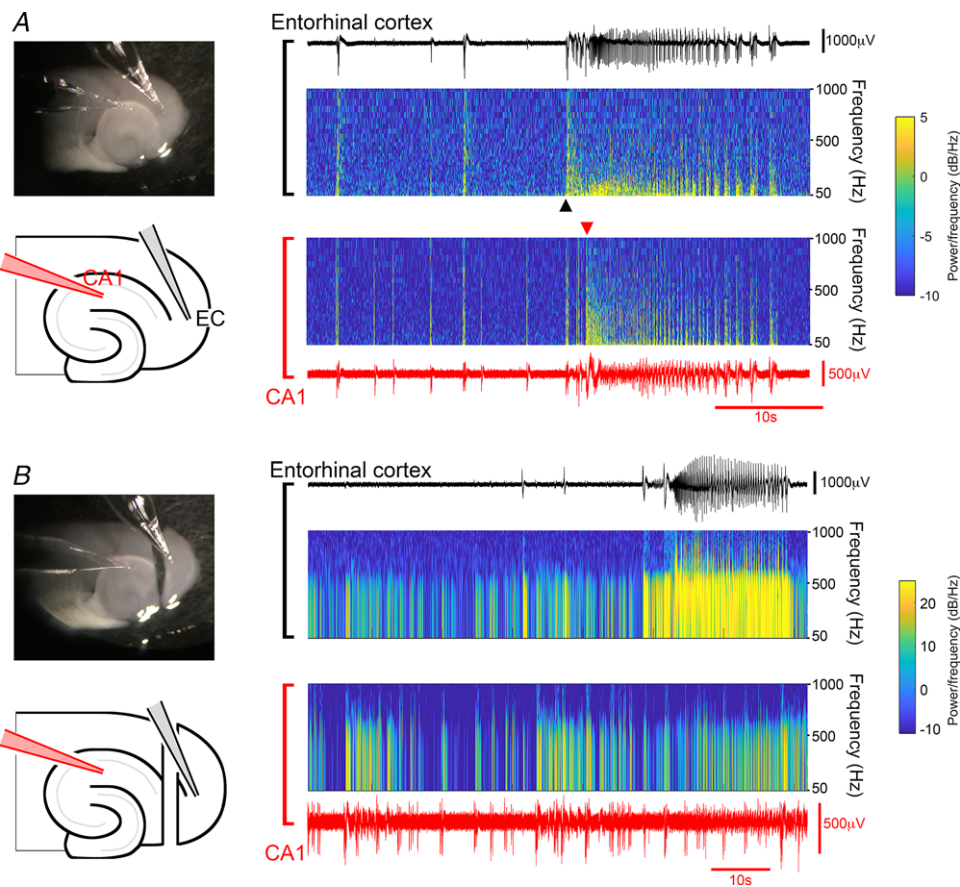 A
Entorhinal cortex
1000µV
1000
500
50
Frequency (Hz)
5
0
-5
-10
Power/frequency (dB/Hz)
CA1
EC
1000
500
50
Frequency (Hz)
500µV
CA1
10s
B
Entorhinal cortex
1000µV
1000
500
50
Frequency (Hz)
20
10
0
-10
Power/frequency (dB/Hz)
1000
500
50
Frequency (Hz)
500µV
CA1
10s